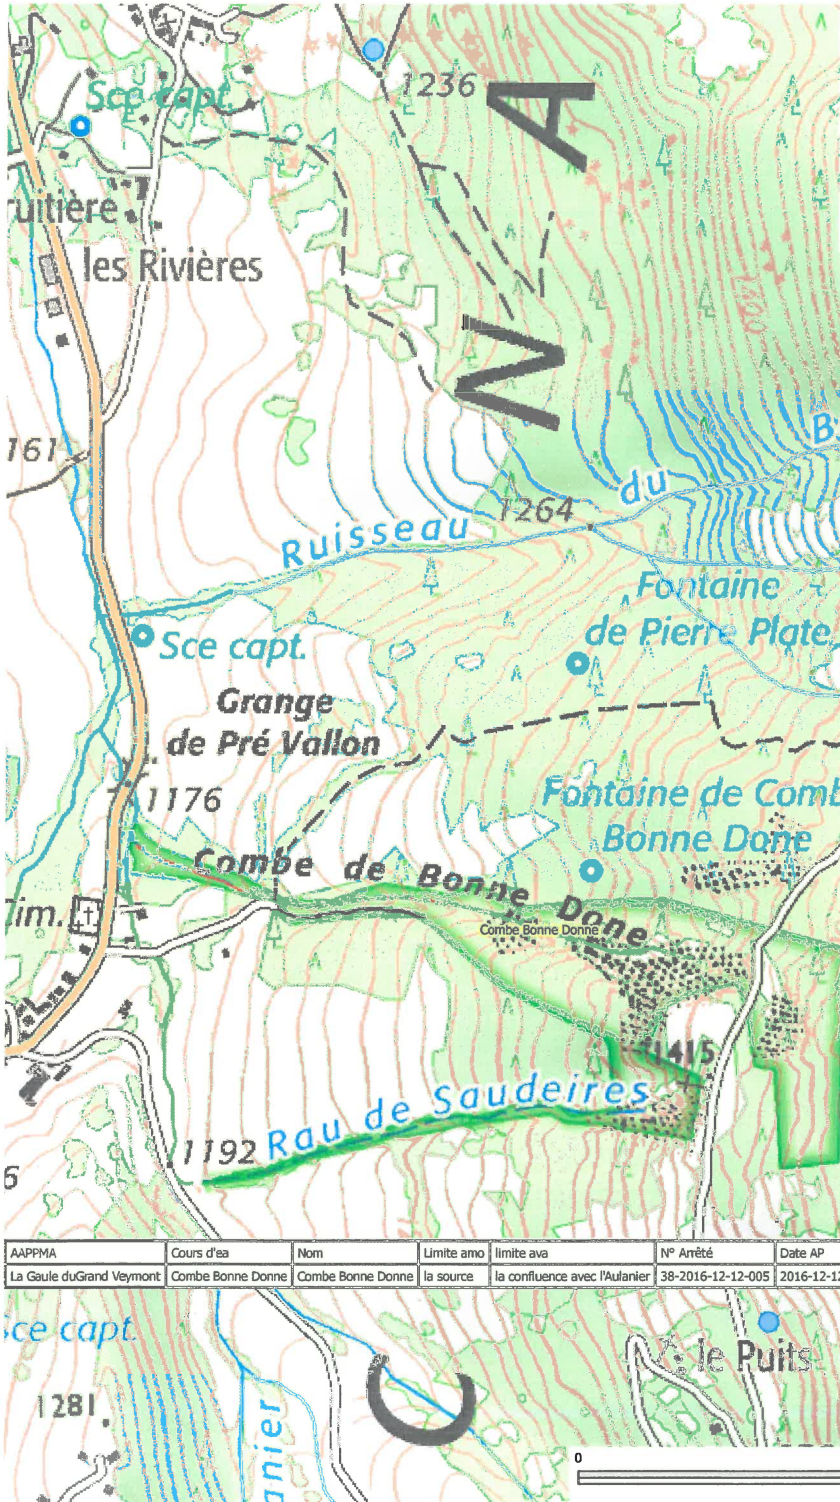 1236
A
Sce capt.
ruitière
les Rivières
N
1400
161
B
Ruisseau
1264
du
Fontaine
de Pierre Plate
Sce capt.
Grange
de Pré Vallon
1176
Fontaine de Comb
Bonne Done
Combe de Bonne Done
Cim.
Combe Bonne Donne
1415
Rau de Saudeires
1192
6
AAPPMA Cours d'ea Nom Limite amo limite ava N° Arrêté Date AP
La Gaule duGrand Veymont Combe Bonne Donne Combe Bonne Donne la source la confluence avec l'Aulanier 38-2016-12-12-005 2016-12-12
Sce capt.
le Puits
C
1281
anier
0